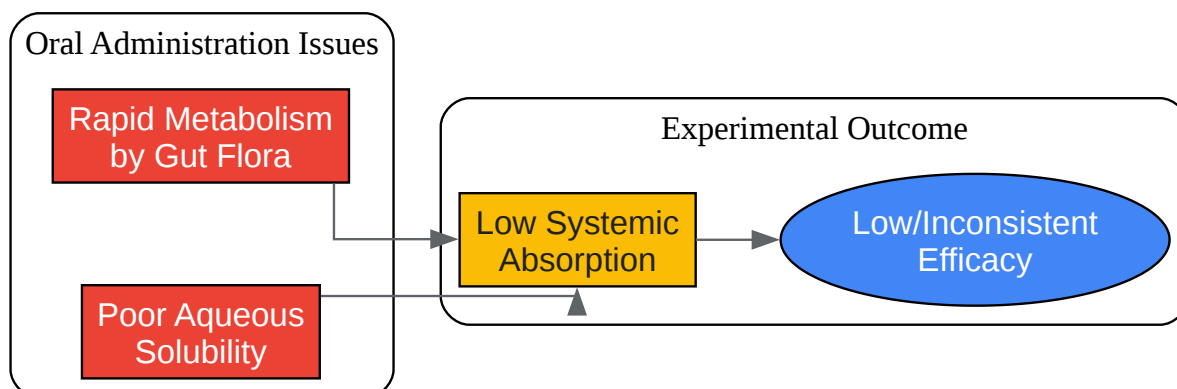 Oral Administration Issues
Rapid Metabolism
by Gut Flora
Poor Aqueous
Solubility
Experimental Outcome
Low Systemic
Absorption
Low/Inconsistent
Efficacy